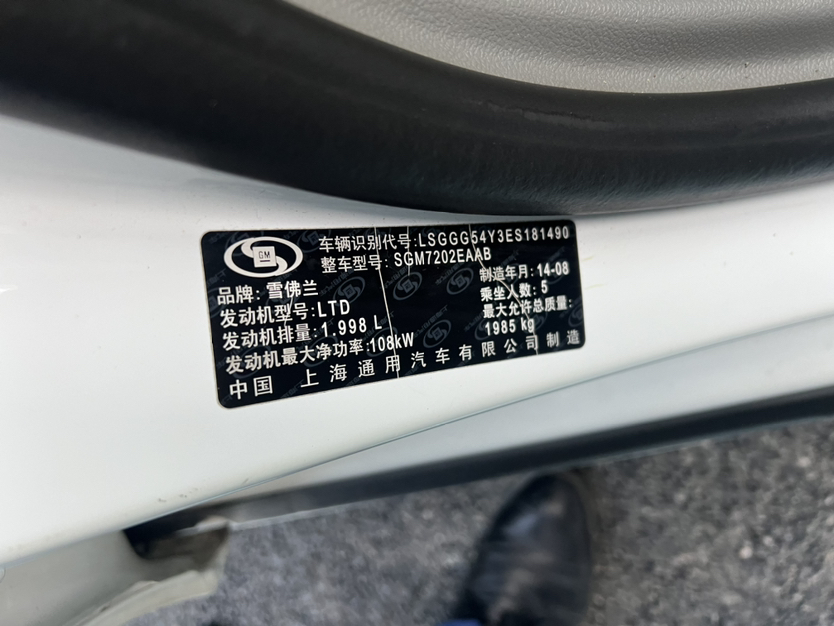 GM
车辆识别代号:LSGGG54Y3ES181490
整车型号: SGM7202EAAB
品牌: 雪佛兰
制造年月: 14-08
发动机型号:LTD
乘坐人数: 5
发动机排量:1.998 L
最大允许总质量:
1985 kg
发动机最大净功率:108kW
中国 上海通用汽车有限公司制造